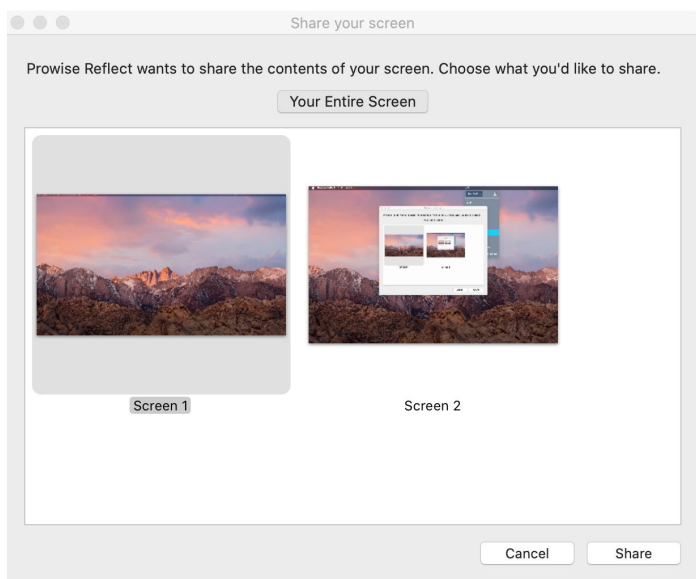 Share your screen
Prowise Reflect wants to share the contents of your screen. Choose what you'd like to share.
Your Entire Screen
Screen 1
Screen 2
Cancel
Share